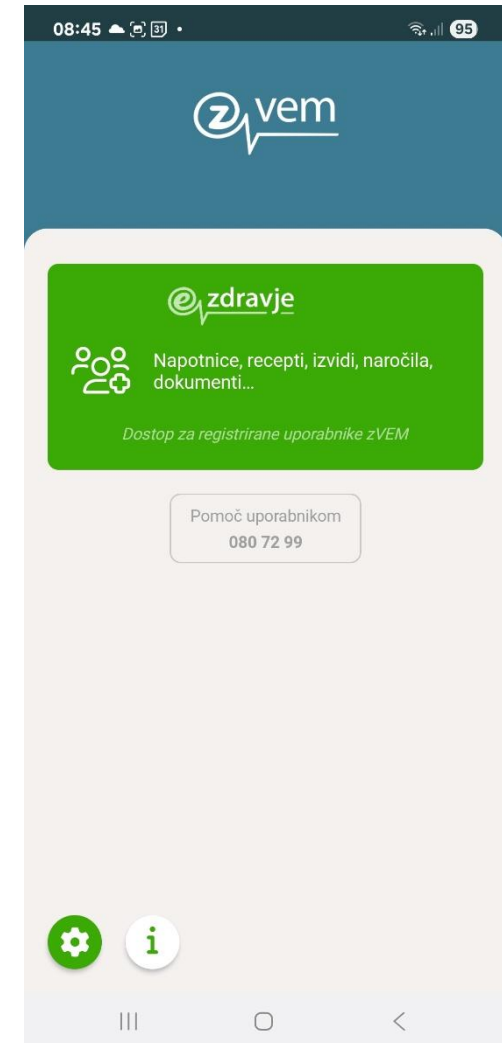 08:45
31
95
z vem
e zdravje
Napotnice, recepti, izvidi, naročila,
dokumenti...
Dostop za registrirane uporabnike zVEM
Pomoč uporabnikom
080 72 99
i